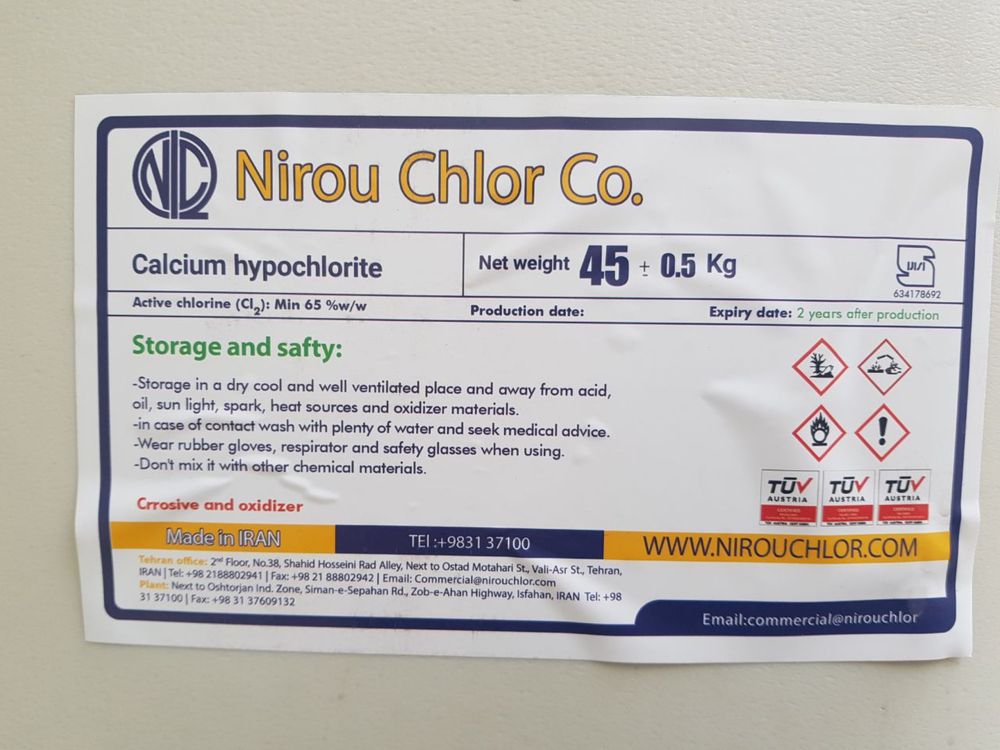 NLC
Nirou Chlor Co.
Calcium hypochlorite
Net weight 45 ± 0.5 Kg
634178692
Active chlorine (Cl₂): Min 65 %w/w
Production date:
Expiry date: 2 years after production
Storage and safty:
-Storage in a dry cool and well ventilated place and away from acid,
oil, sun light, spark, heat sources and oxidizer materials.
-in case of contact wash with plenty of water and seek medical advice.
-Wear rubber gloves, respirator and safety glasses when using.
-Don't mix it with other chemical materials.
Crrosive and oxidizer
TÜV
AUSTRIA
CERTIFIED
TÜV
AUSTRIA
CERTIFIED
TÜV
AUSTRIA
CERTIFIED
Made in IRAN
TEl :+9831 37100
WWW.NIROUCHLOR.COM
Tehran office: 2nd Floor, No.38, Shahid Hosseini Rad Alley, Next to Ostad Motahari St., Vali-Asr St., Tehran,
IRAN | Tel: +98 2188802941 | Fax: +98 21 88802942 | Email: Commercial@nirouchlor.com
Plant: Next to Oshtorjan Ind. Zone, Siman-e-Sepahan Rd., Zob-e-Ahan Highway, Isfahan, IRAN Tel: +98
31 37100 | Fax: +98 31 37609132
Email:commercial@nirouchlor